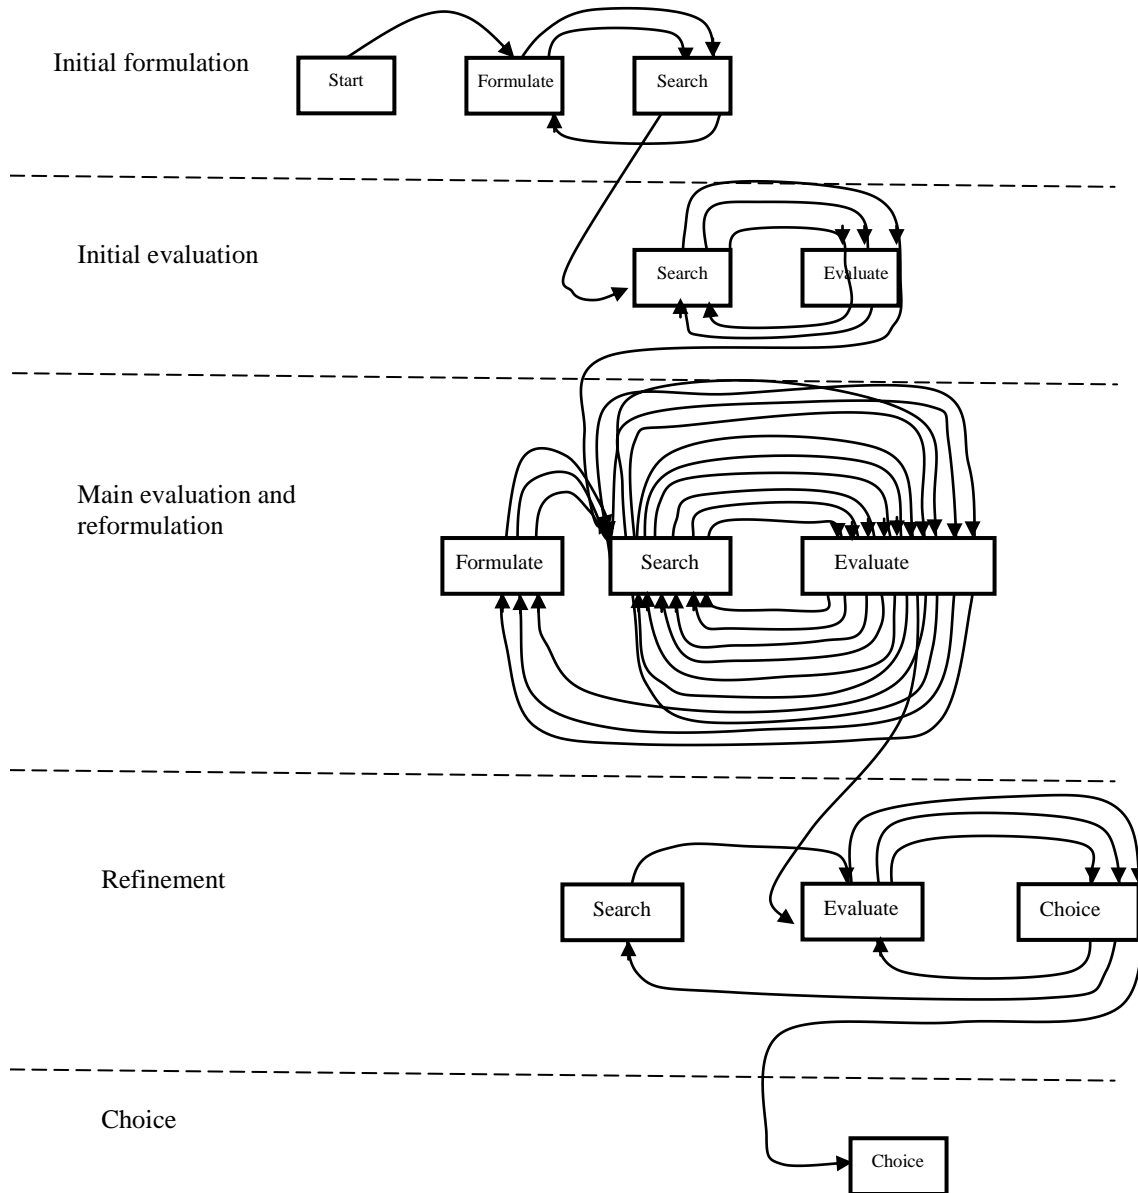 Initial formulation
Start
Formulate
Search
Initial evaluation
Search
Evaluate
Main evaluation and
reformulation
Formulate
Search
Evaluate
Refinement
Search
Evaluate
Choice
Choice
Choice